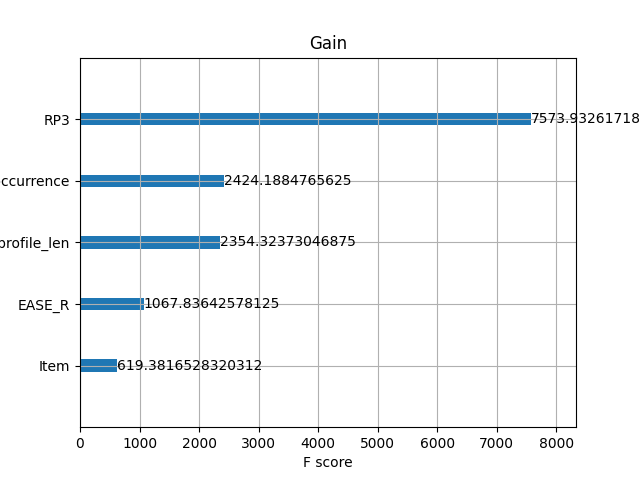 Gain
RP3
7573.93261718
ccurrence
2424.1884765625
profile_len
2354.32373046875
EASE_R
1067.83642578125
Item
619.3816528320312
0 1000 2000 3000 4000 5000 6000 7000 8000
F score